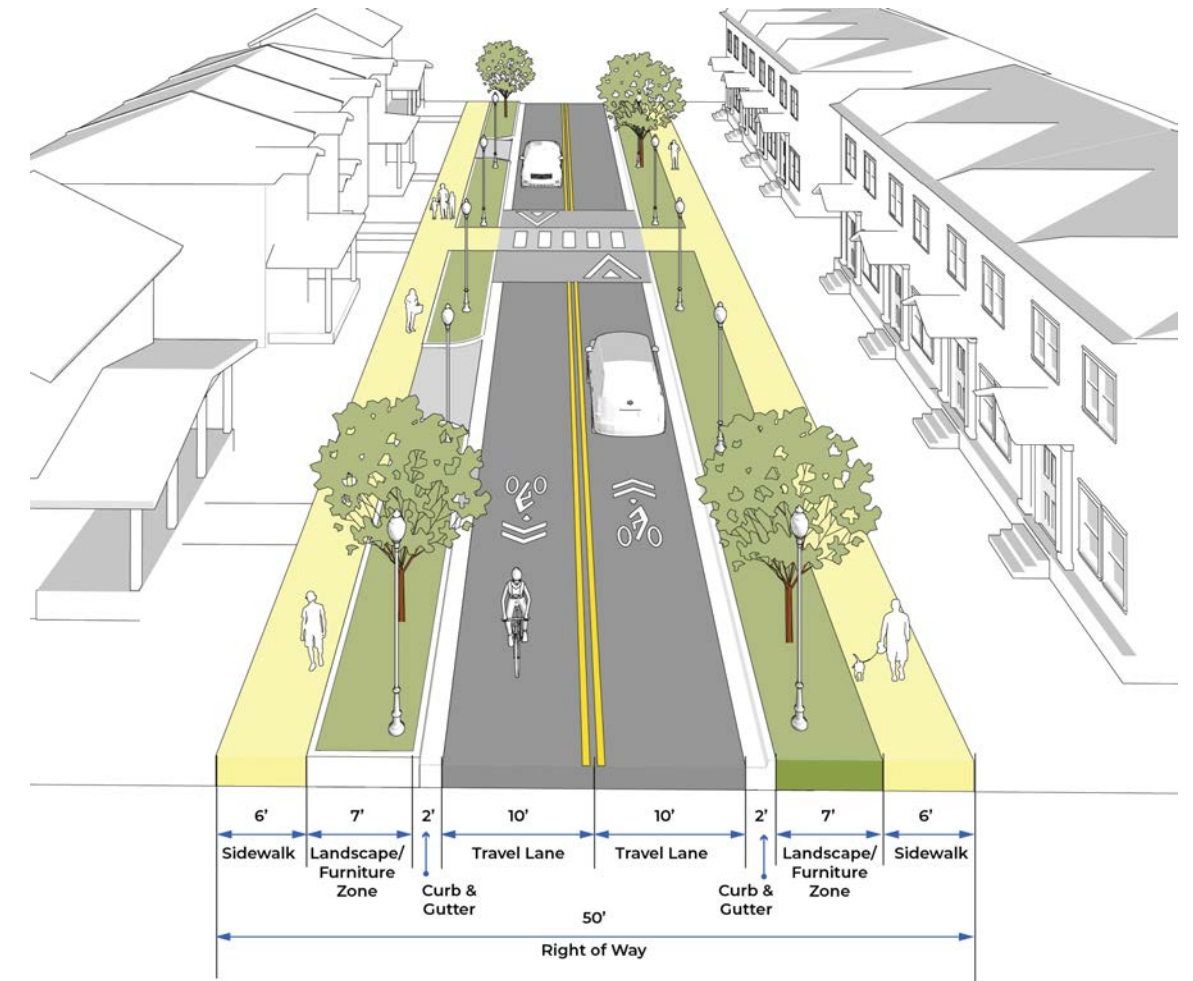 6’
7’
2’
10’
10’
2’
7’
6’
Sidewalk
Landscape/
Furniture
Zone
Travel Lane
Travel Lane
Landscape/
Furniture
Zone
Sidewalk
Curb &
Gutter
Curb &
Gutter
50’
Right of Way